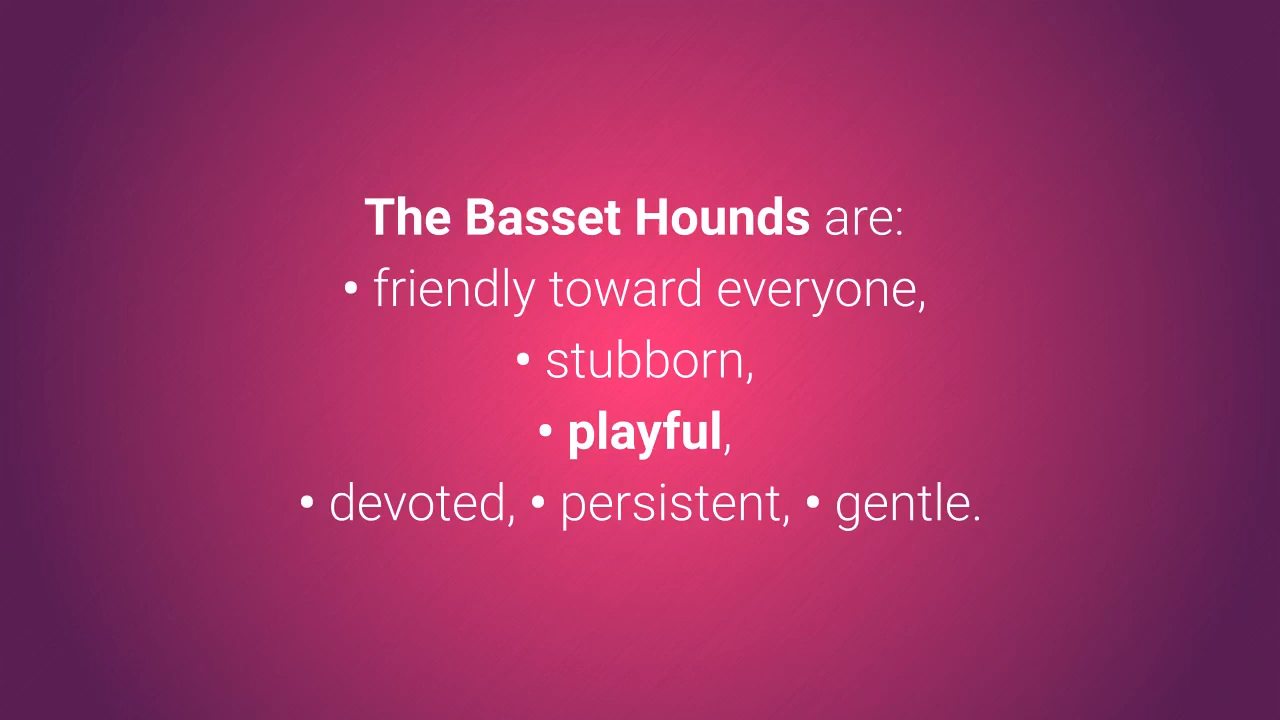 The Basset Hounds are:
• friendly toward everyone,
• stubborn,
• playful,
• devoted, • persistent, • gentle.